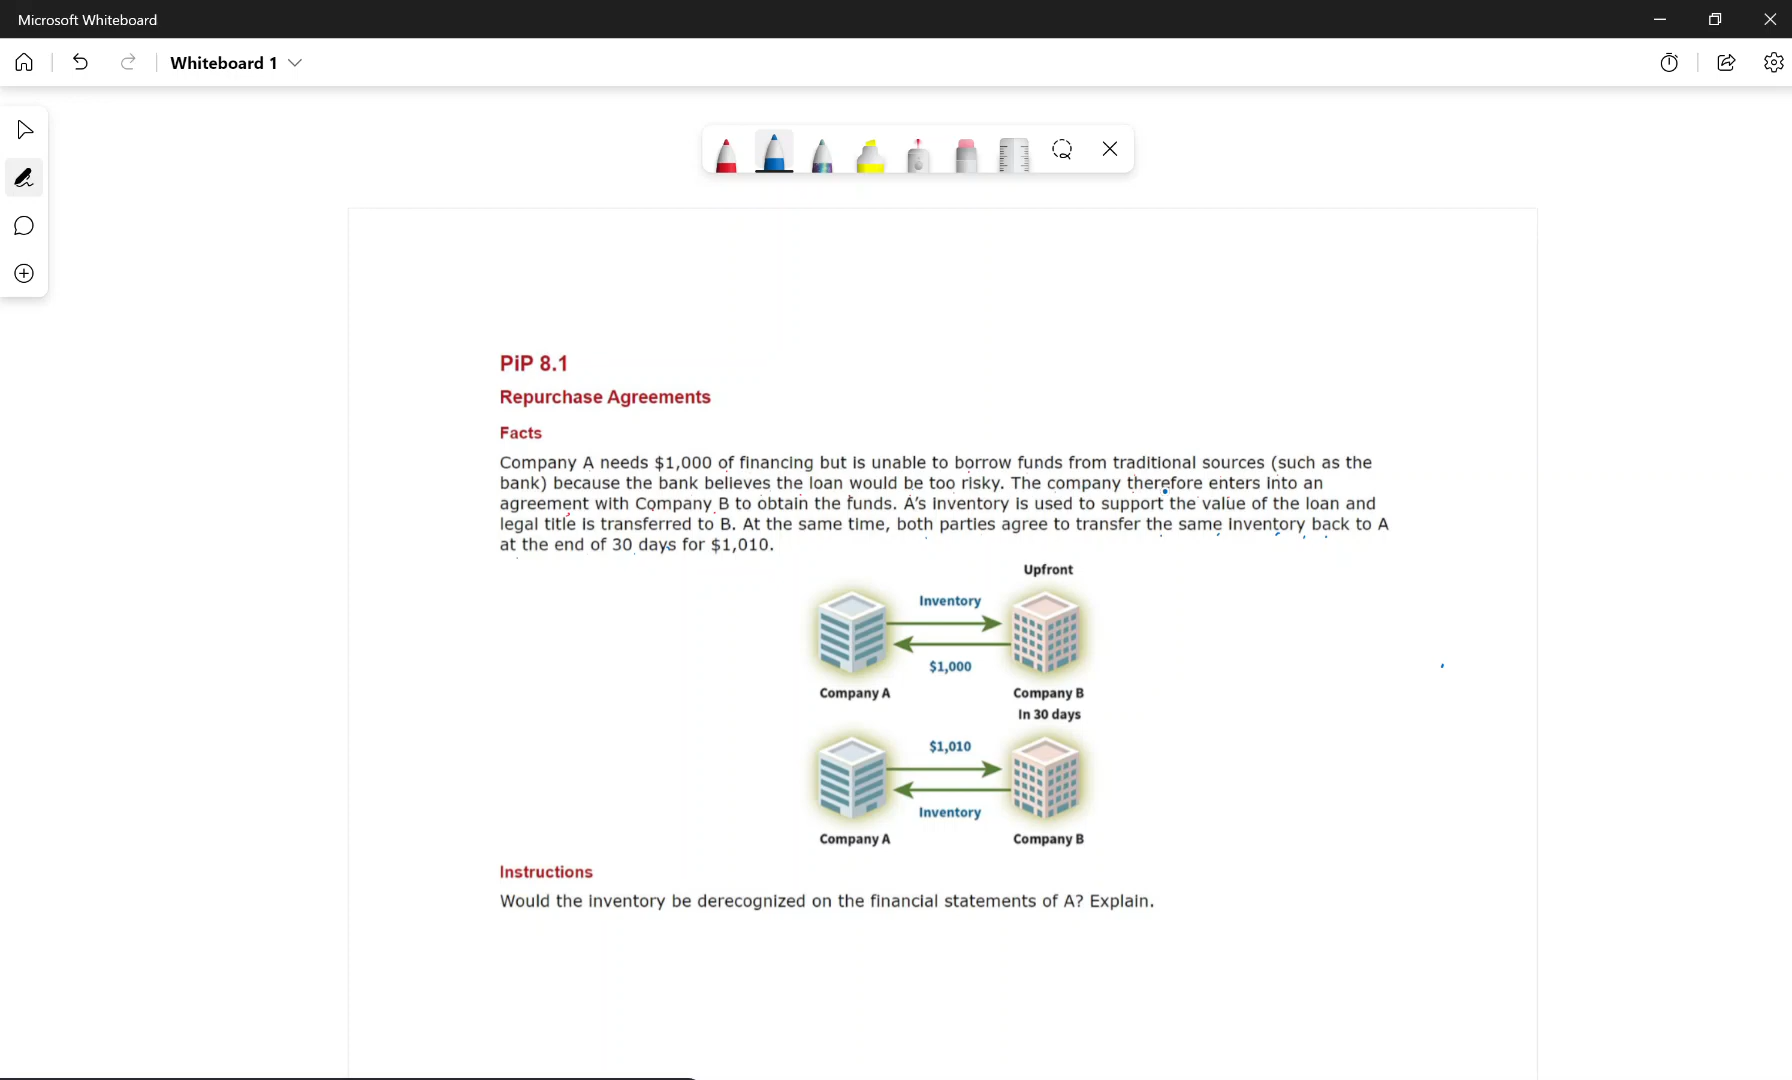 Microsoft Whiteboard
Whiteboard 1
PiP 8.1
Repurchase Agreements
Facts
Company A needs $1,000 of financing but is unable to borrow funds from traditional sources (such as the
bank) because the bank believes the loan would be too risky. The company therefore enters into an
agreement with Company B to obtain the funds. A's inventory is used to support the value of the loan and
legal title is transferred to B. At the same time, both parties agree to transfer the same inventory back to A
at the end of 30 days for $1,010.
Upfront
Inventory
$1,000
Company A
Company B
In 30 days
$1,010
Inventory
Company A
Company B
Instructions
Would the inventory be derecognized on the financial statements of A? Explain.